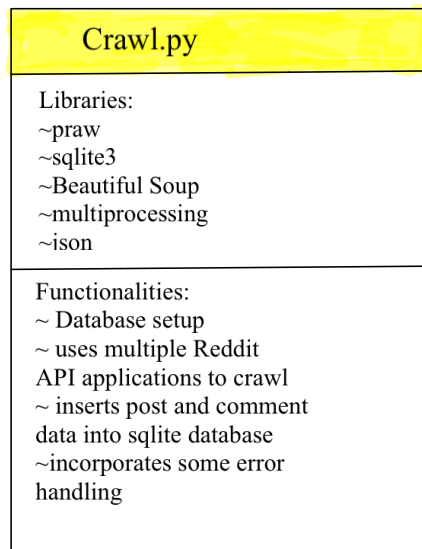 Crawl.py
Libraries:
~praw
~sqlite3
~Beautiful Soup
~multiprocessing
~json
Functionalities:
~ Database setup
~ uses multiple Reddit
API applications to crawl
~ inserts post and comment
data into sqlite database
~incorporates some error
handling